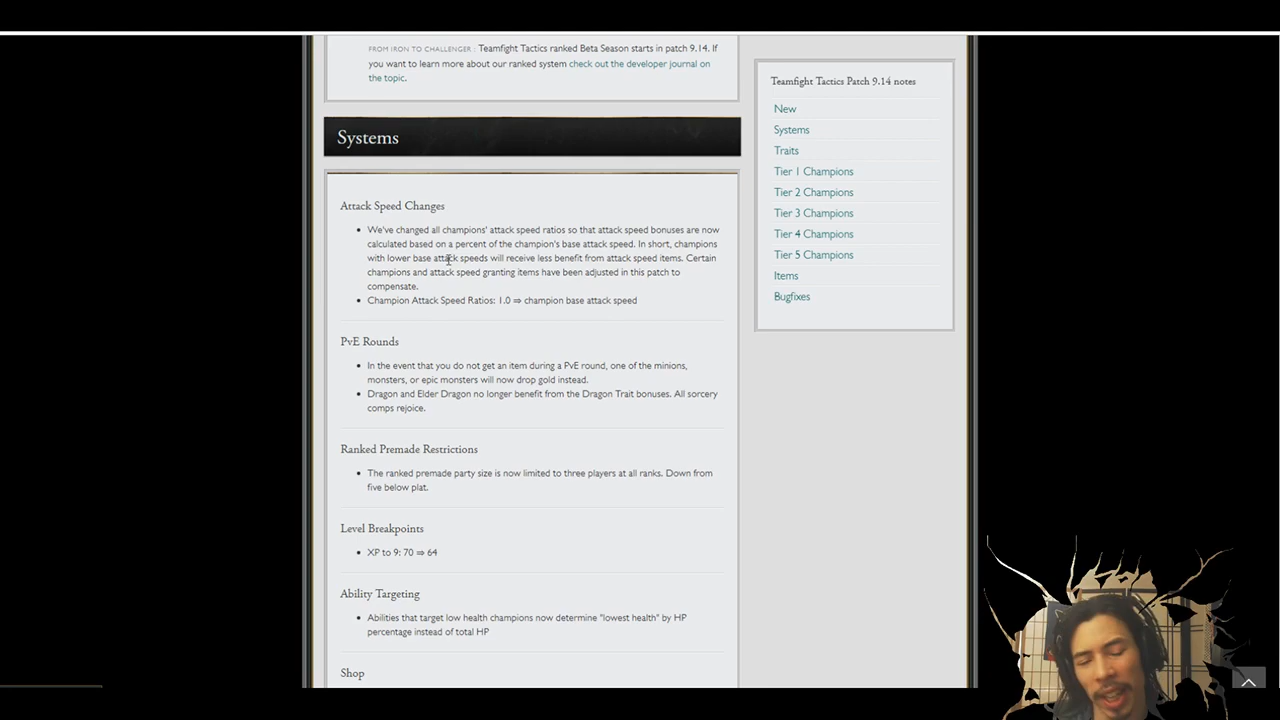 FROM IRON TO CHALLENGER : Teamfight Tactics ranked Beta Season starts in patch 9.14. If
you want to learn more about our ranked system check out the developer journal on
the topic.
Systems
Attack Speed Changes
• We've changed all champions' attack speed ratios so that attack speed bonuses are now
calculated based on a percent of the champion's base attack speed. In short, champions
with lower base attack speeds will receive less benefit from attack speed items. Certain
champions and attack speed granting items have been adjusted in this patch to
compensate.
• Champion Attack Speed Ratios: 1.0 ⇒ champion base attack speed
PvE Rounds
• In the event that you do not get an item during a PvE round, one of the minions,
monsters, or epic monsters will now drop gold instead.
• Dragon and Elder Dragon no longer benefit from the Dragon Trait bonuses. All sorcery
comps rejoice.
Ranked Premade Restrictions
• The ranked premade party size is now limited to three players at all ranks. Down from
five below plat.
Level Breakpoints
• XP to 9: 70 ⇒ 64
Ability Targeting
• Abilities that target low health champions now determine "lowest health" by HP
percentage instead of total HP
Shop
Teamfight Tactics Patch 9.14 notes
New
Systems
Traits
Tier 1 Champions
Tier 2 Champions
Tier 3 Champions
Tier 4 Champions
Tier 5 Champions
Items
Bugfixes